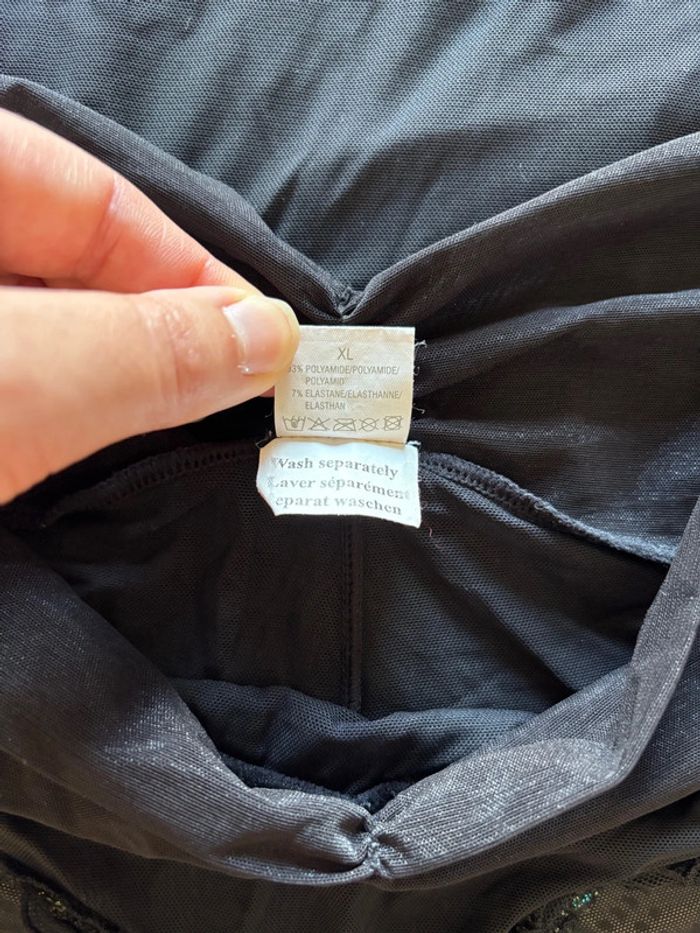 XL
93% POLYAMIDE/POLYAMIDE/
POLYAMID
7% ELASTANE/ELASTHANNE/
ELASTHAN
Wash separately
Laver séparément
eparat waschen